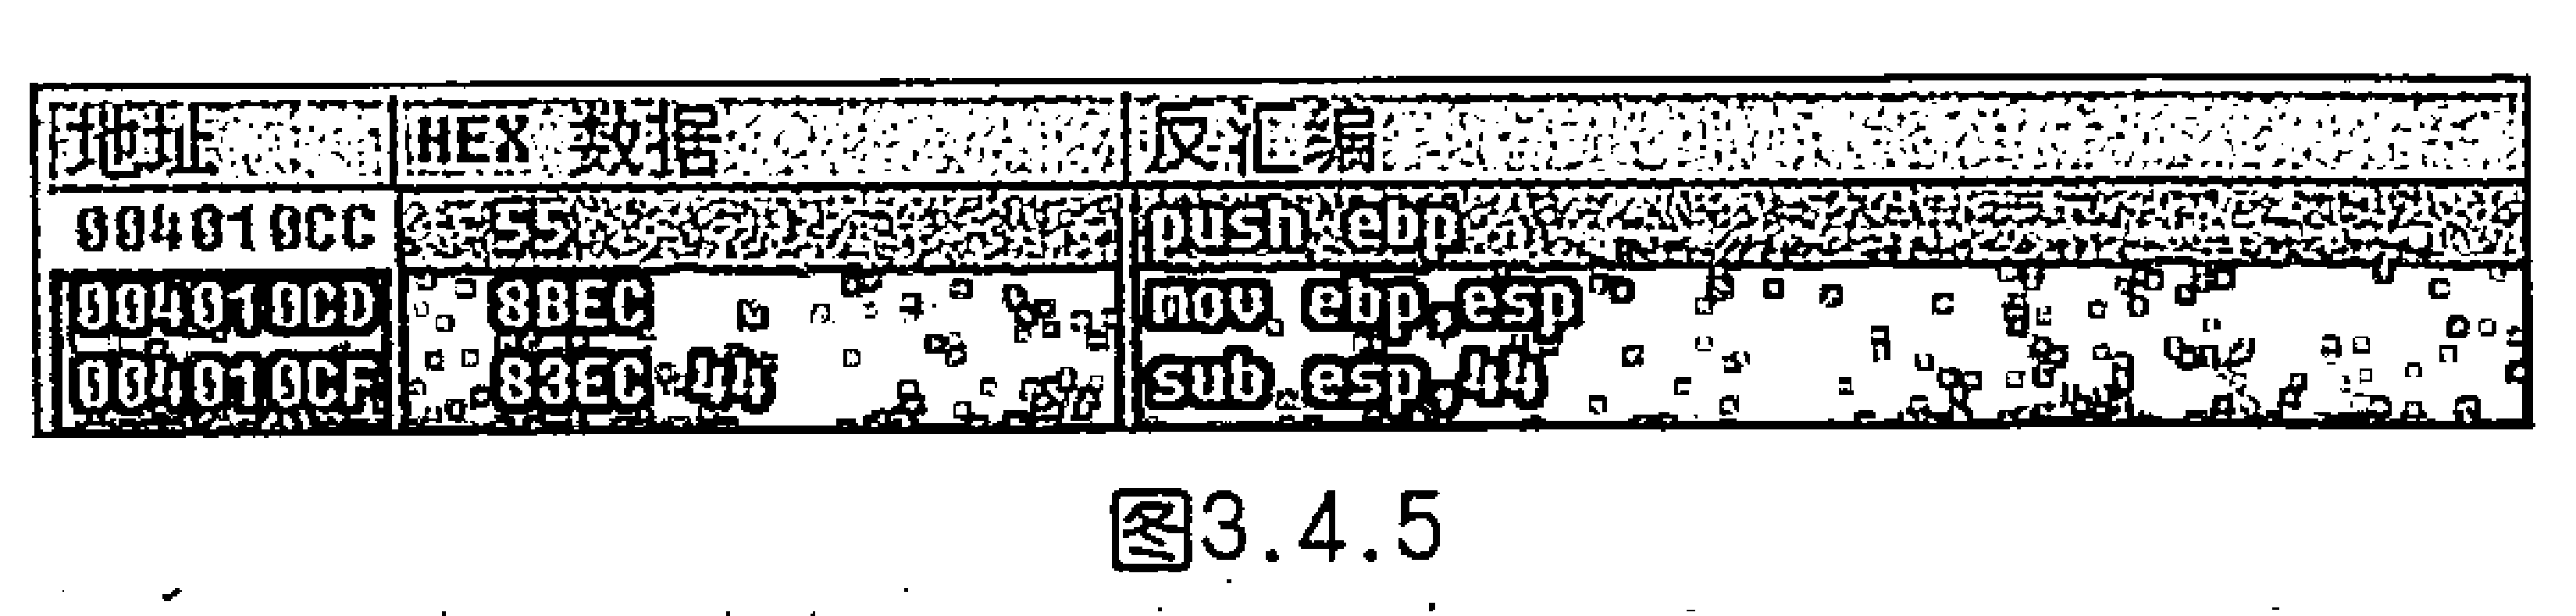 地址 HEX 数据 反汇编
004010CC 55 push ebp
004010CD 8BEC mov ebp,esp
004010CF 83EC 44 sub esp,44
图3.4.5